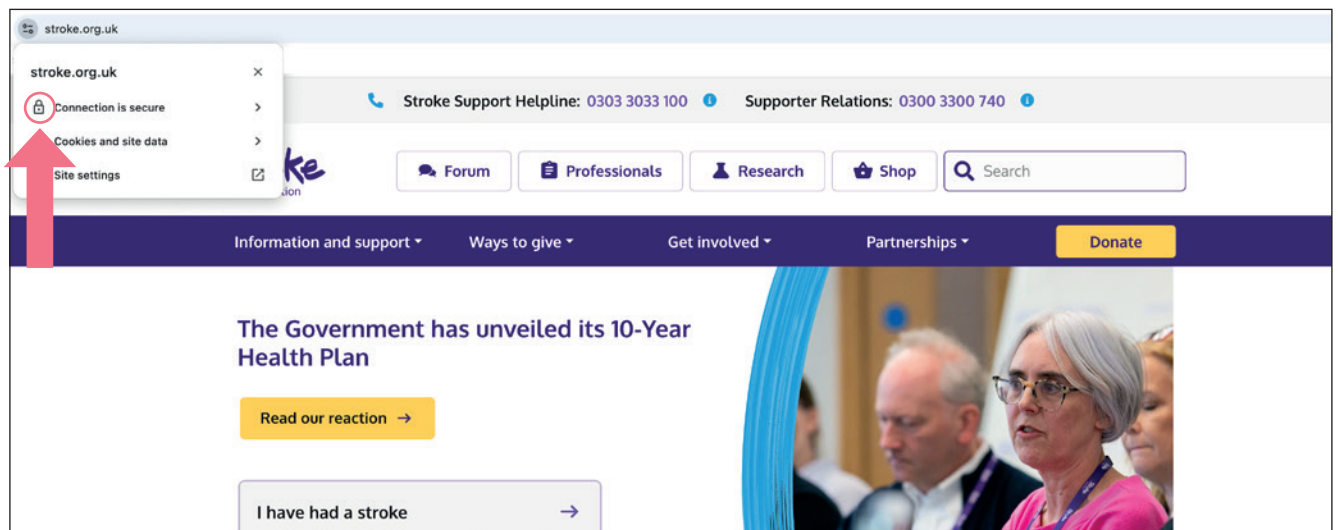 stroke.org.uk
stroke.org.uk
Connection is secure
Cookies and site data
Site settings
Stroke Support Helpline: 0303 3033 100 Supporter Relations: 0300 3300 740
Forum Professionals Research Shop Search
Information and support Ways to give Get involved Partnerships Donate
The Government has unveiled its 10-Year
Health Plan
Read our reaction →
I have had a stroke →